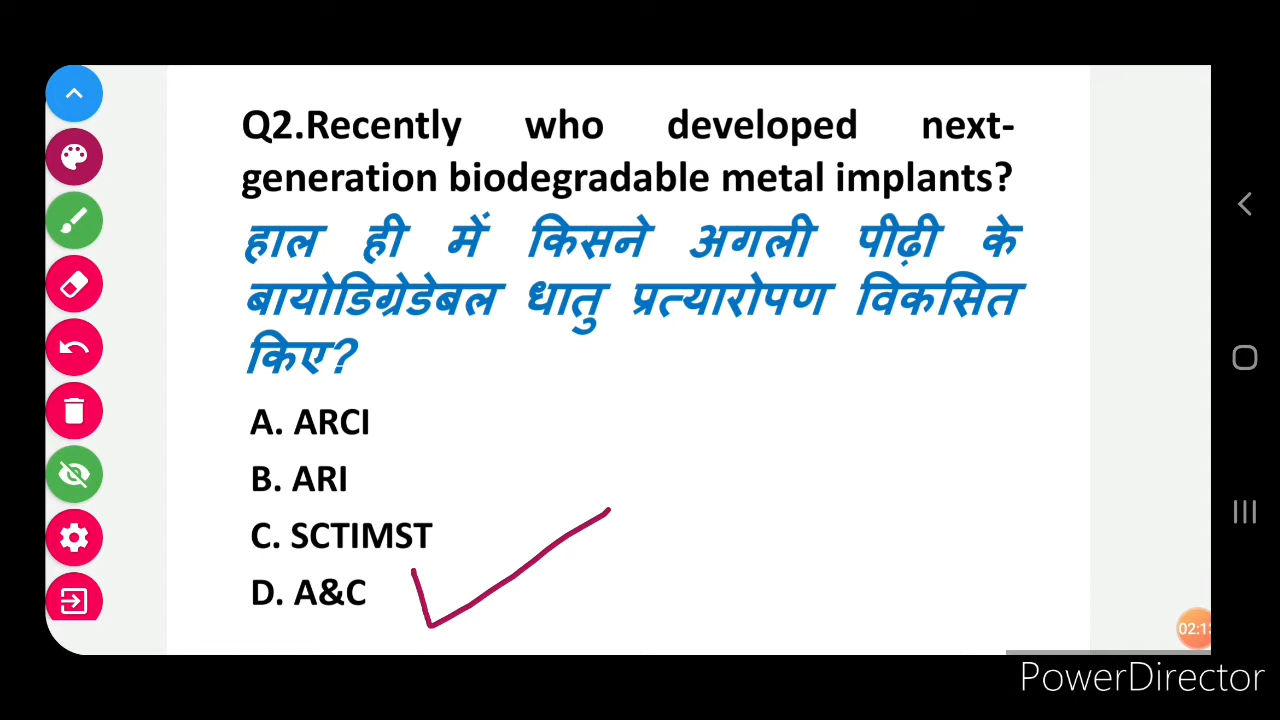 Q2.Recently who developed next-
generation biodegradable metal implants?
हाल ही में किसने अगली पीढ़ी के
बायोडिग्रेडेबल धातु प्रत्यारोपण विकसित
किए?
A. ARCI
B. ARI
C. SCTIMST
D. A&C
PowerDirector